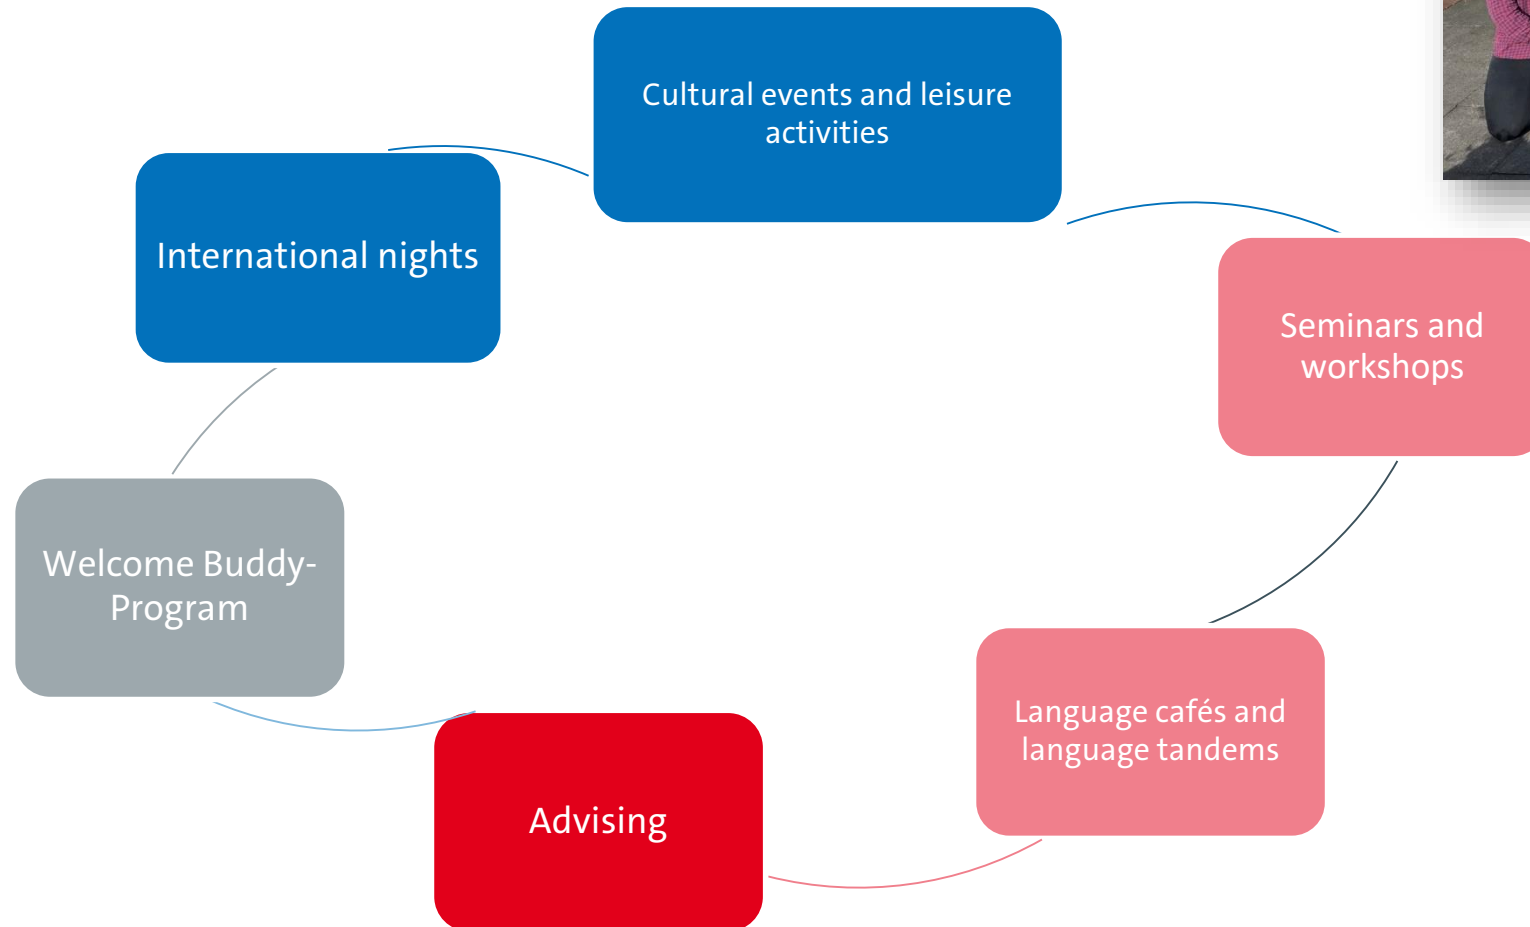 Cultural events and leisure
activities
International nights
Seminars and
workshops
Welcome Buddy-
Program
Language cafés and
language tandems
Advising